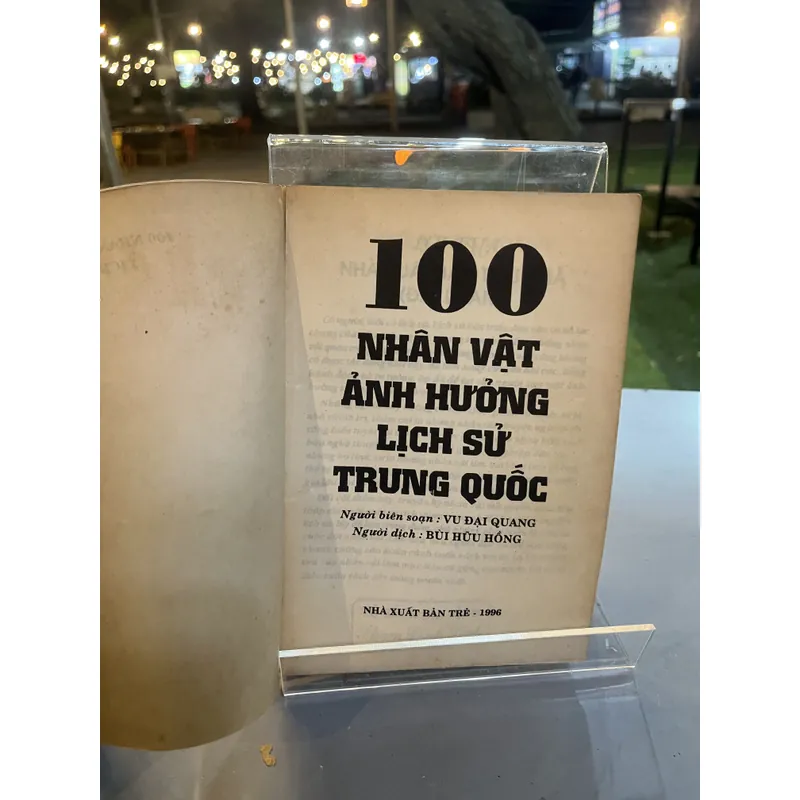 100
NHÂN VẬT
ẢNH HƯỞNG
LỊCH SỬ
TRUNG QUỐC
Người biên soạn : VU ĐẠI QUANG
Người dịch : BÙI HỮU HỒNG
NHÀ XUẤT BẢN TRẺ - 1996